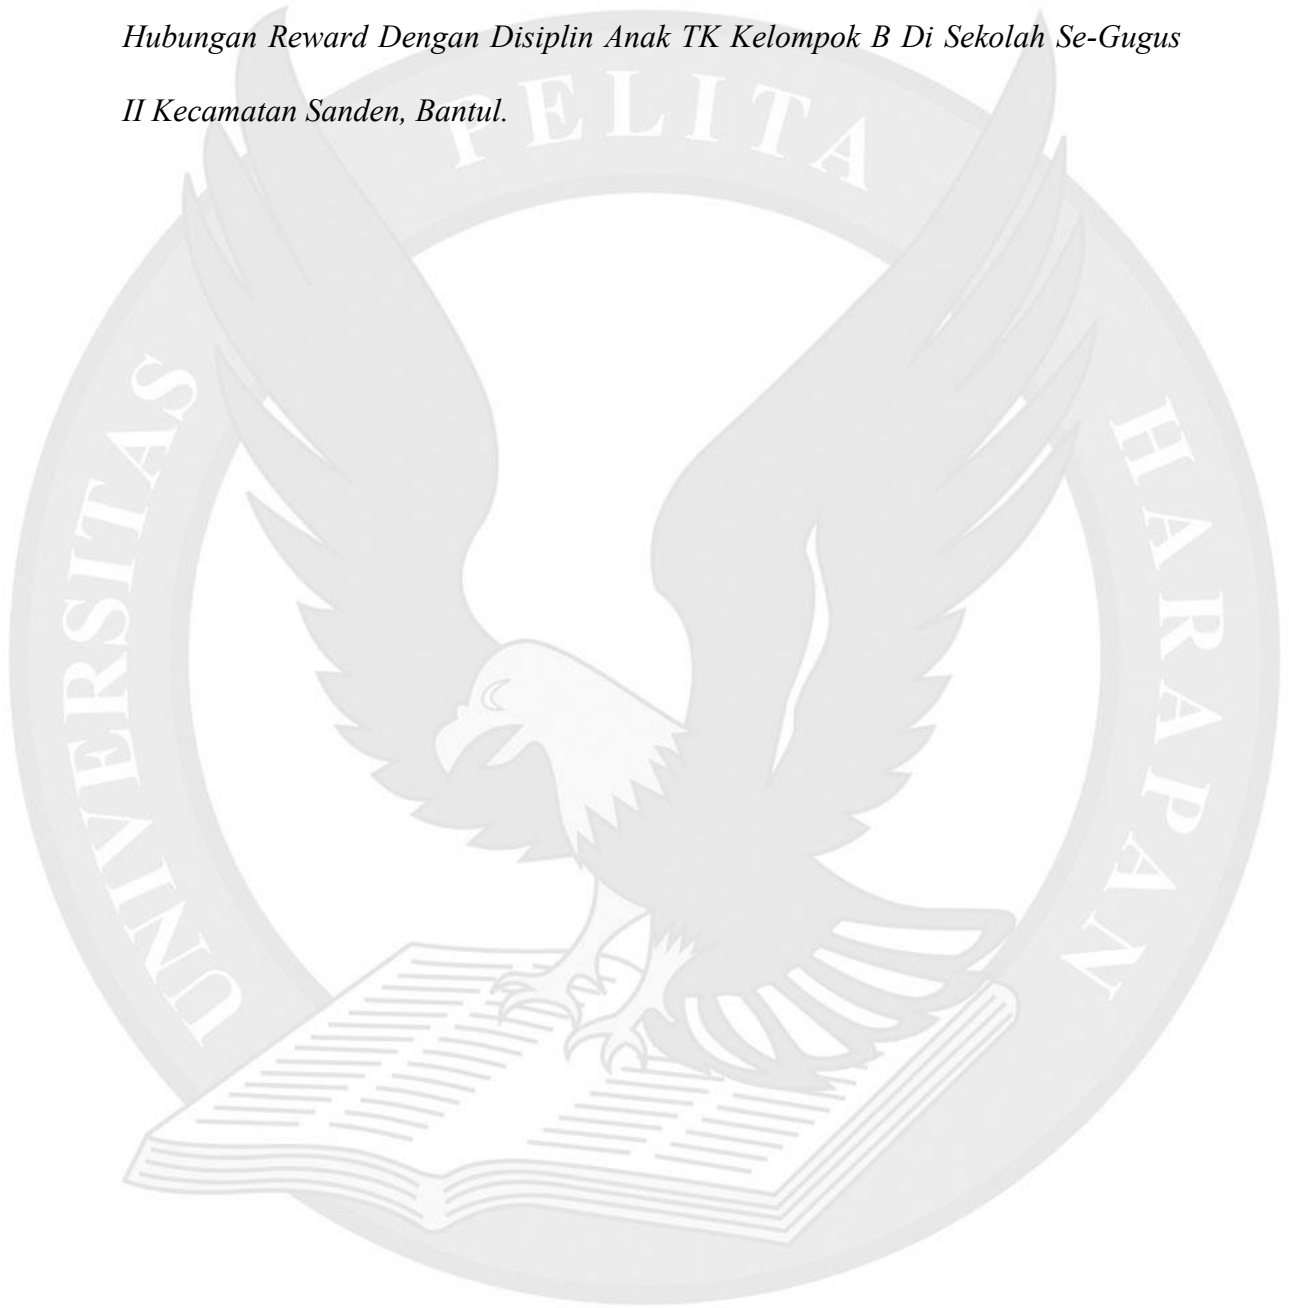 Hubungan Reward Dengan Disiplin Anak TK Kelompok B Di Sekolah Se-Gugus
II Kecamatan Sanden, Bantul.
PELITA
UNIVERSITAS
HARAPAN